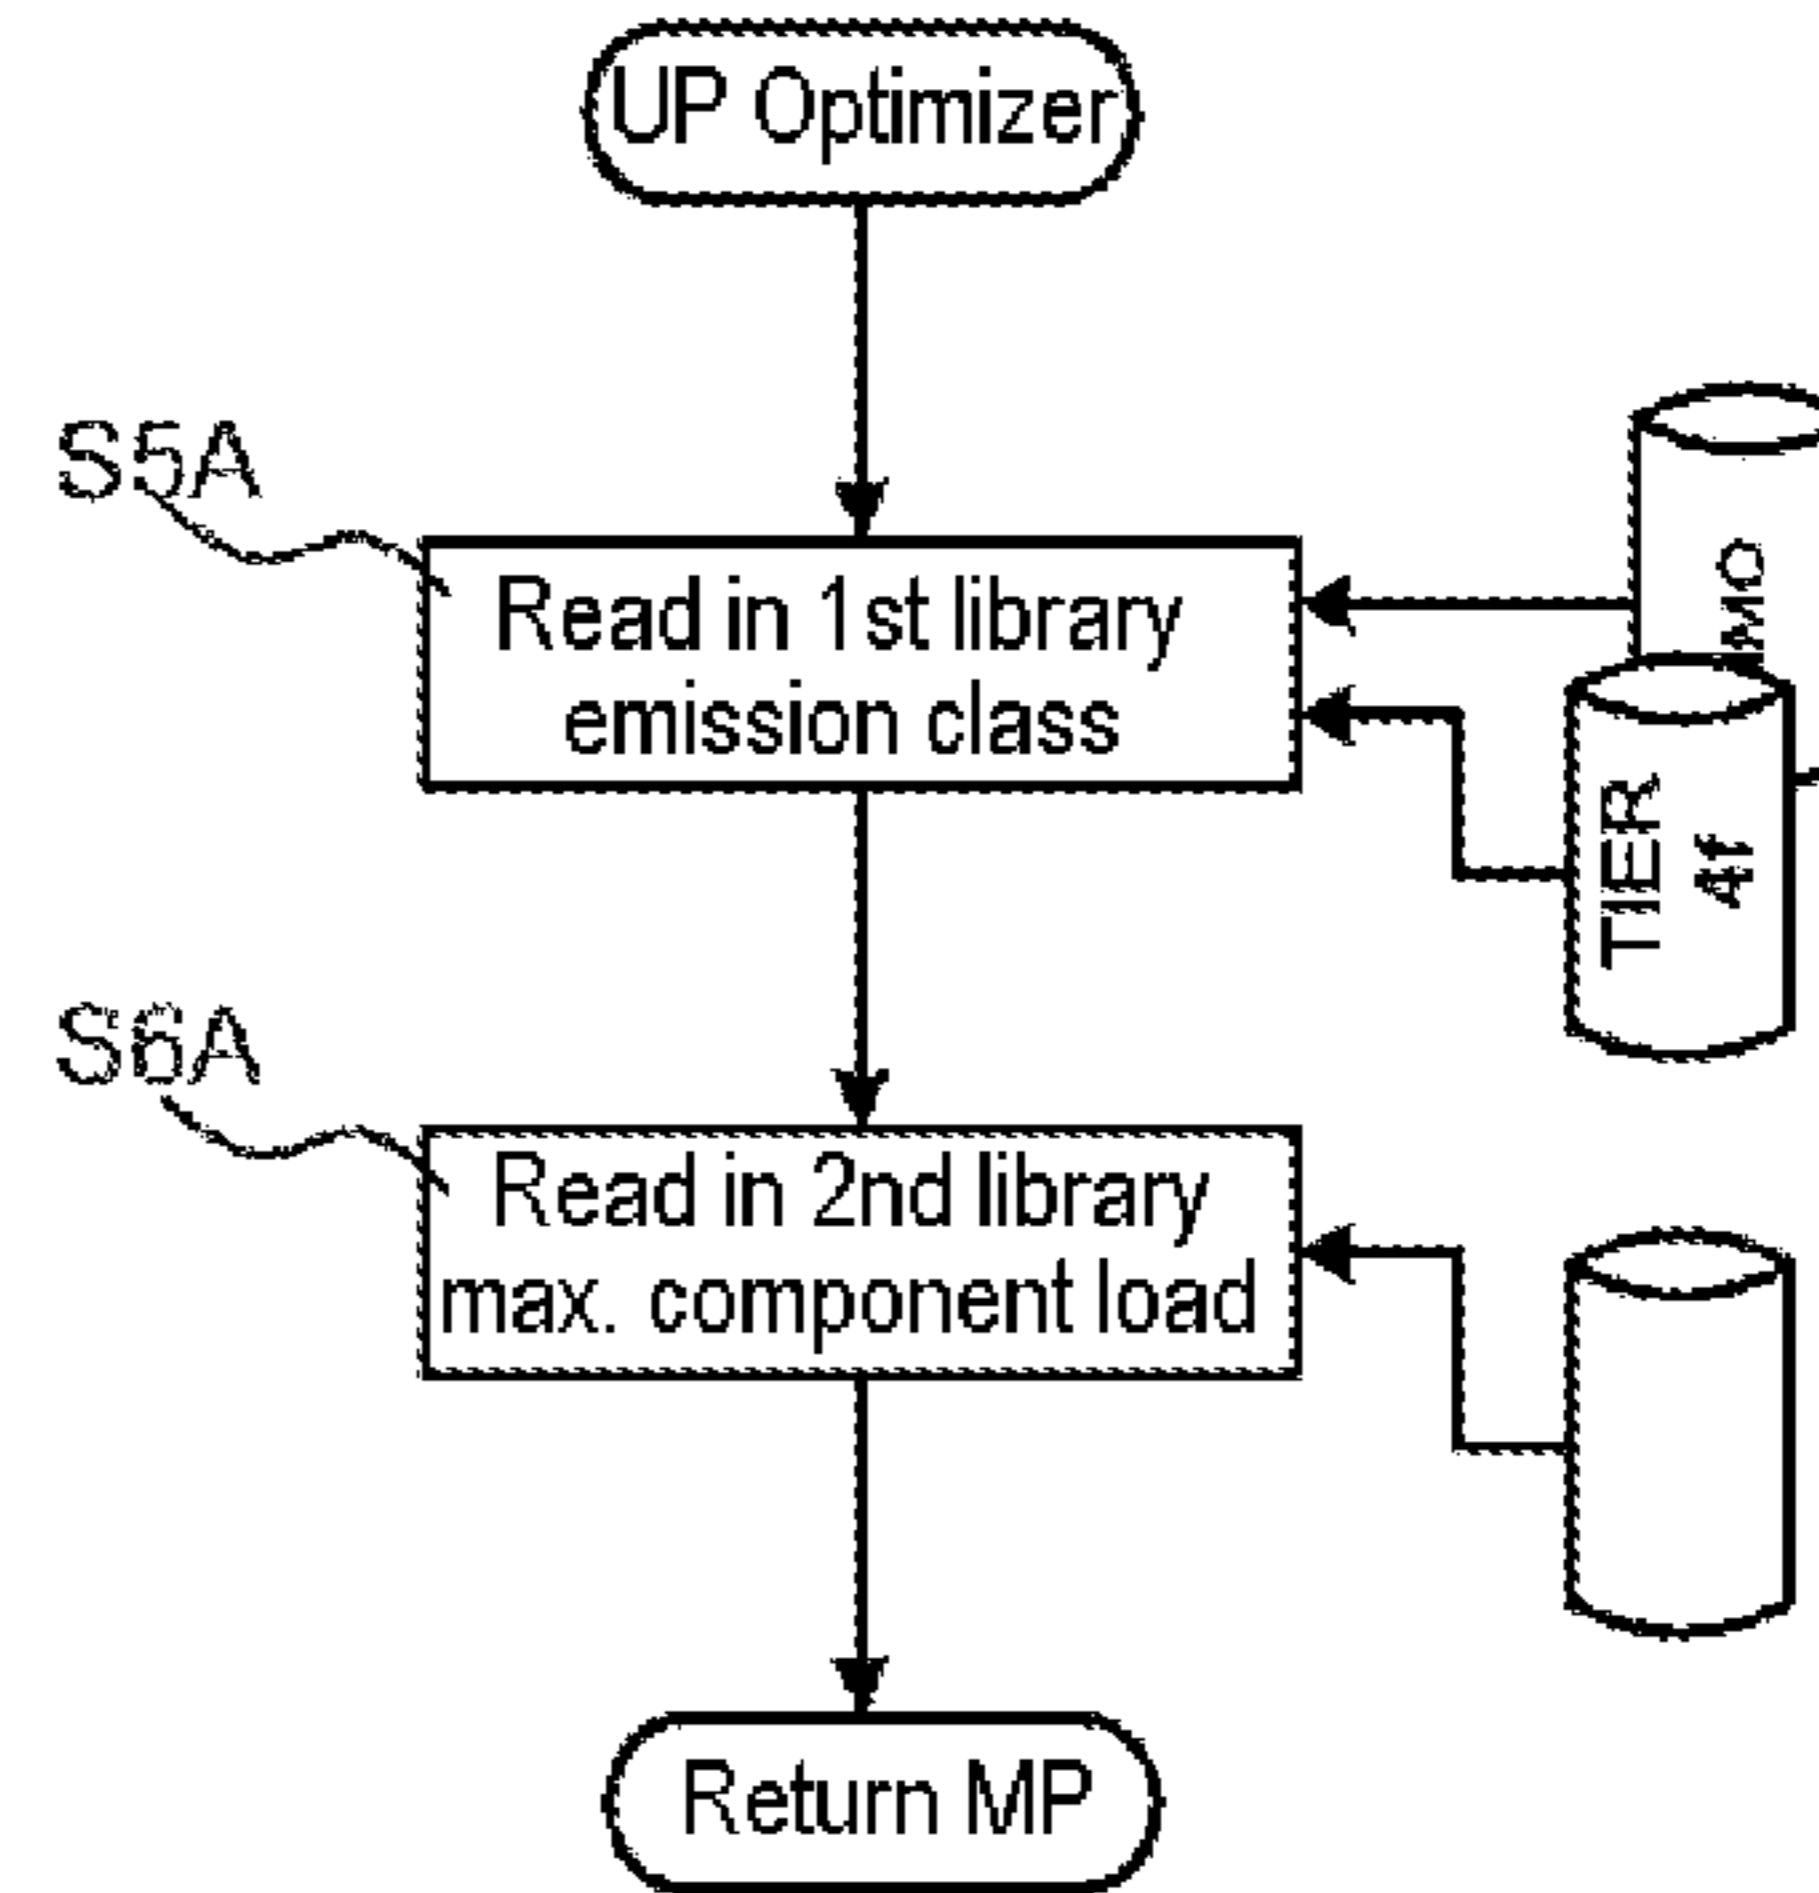 UP Optimizer
S5A
Read in 1st library
emission class
IMO
TIER
4f
S6A
Read in 2nd library
max. component load
Return MP